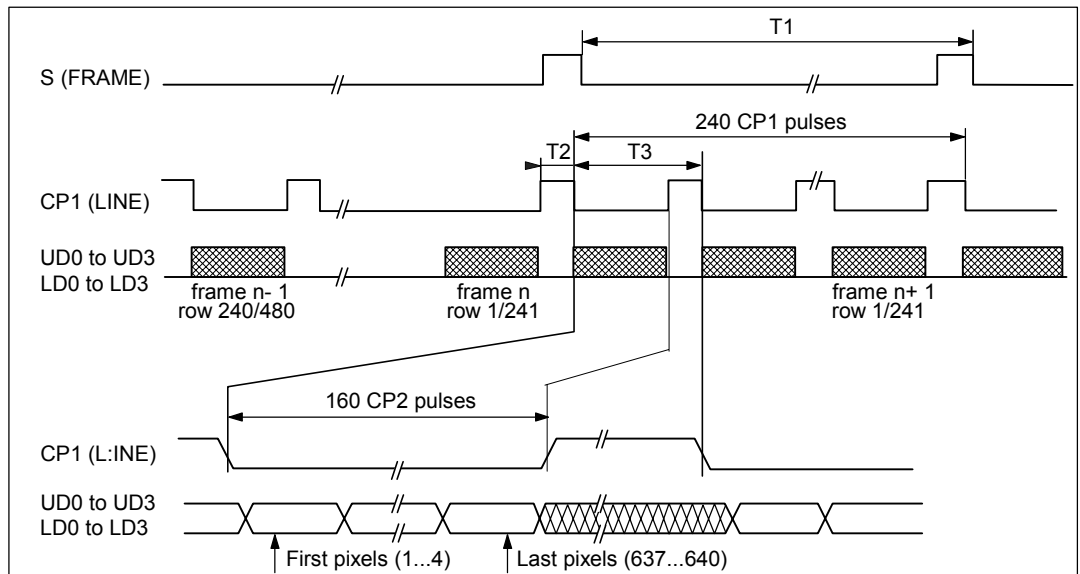 T1
S (FRAME)
240 CP1 pulses
T2 T3
CP1 (LINE)
UD0 to UD3
LD0 to LD3
frame n- 1
row 240/480
frame n
row 1/241
frame n+ 1
row 1/241
160 CP2 pulses
CP1 (L:INE)
UD0 to UD3
LD0 to LD3
First pixels (1...4)
Last pixels (637...640)